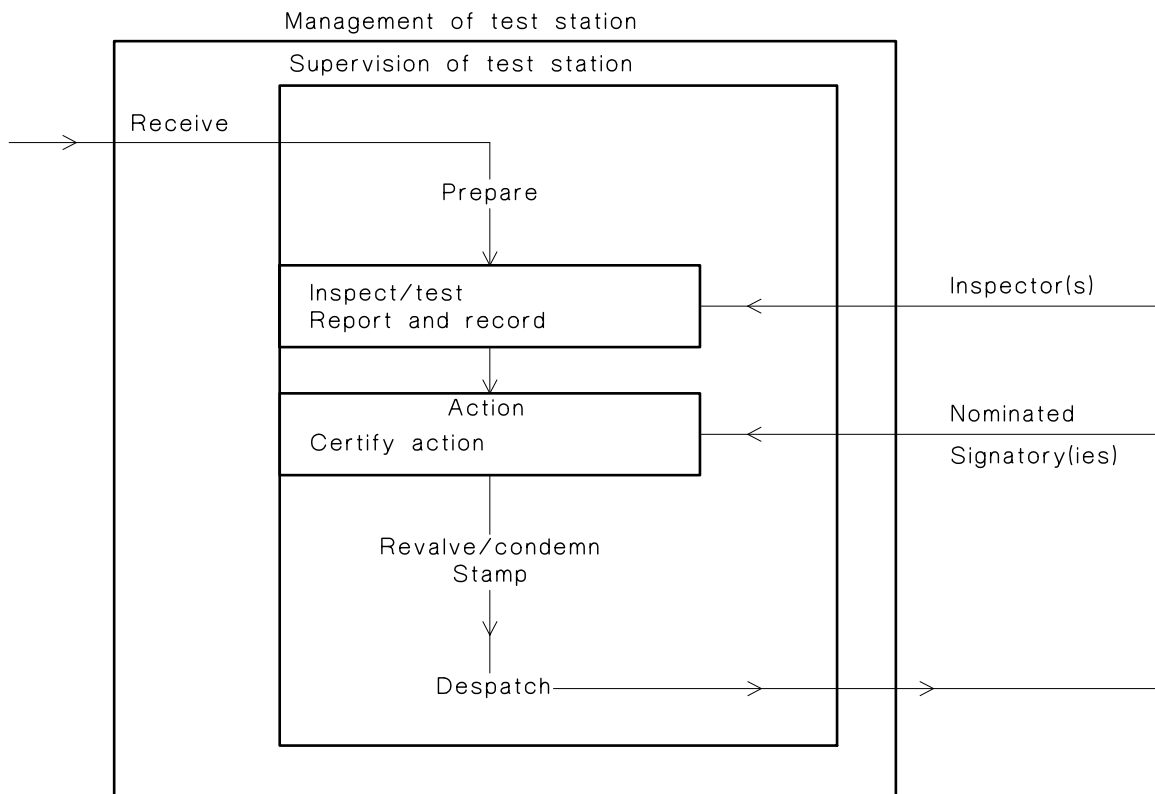 Management of test station
Supervision of test station
Receive
Prepare
Inspect/test
Report and record
Inspector(s)
Action
Certify action
Nominated
Signatory(ies)
Revalve/condemn
Stamp
Despatch